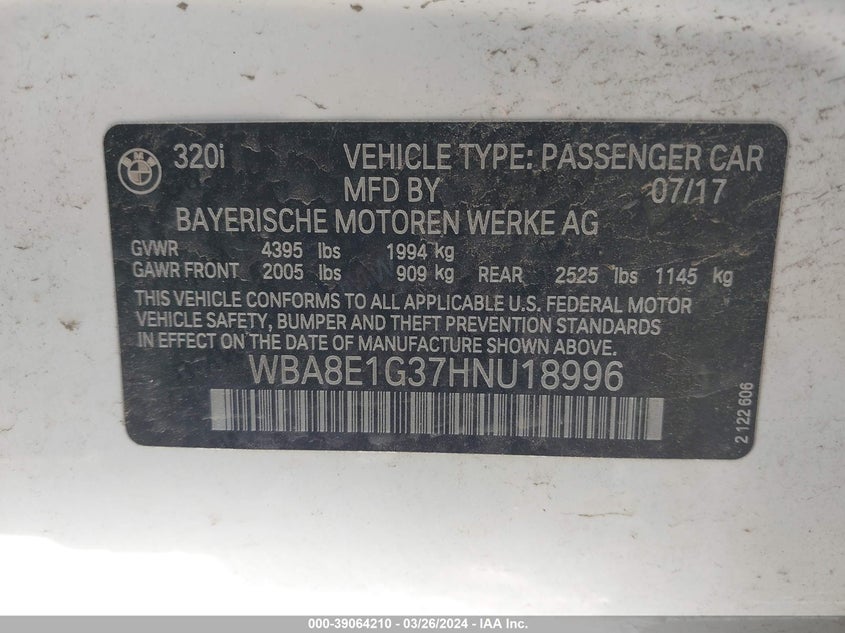 BMW 320i VEHICLE TYPE: PASSENGER CAR
MFD BY 07/17
BAYERISCHE MOTOREN WERKE AG
GVWR 4395 lbs 1994 kg
GAWR FRONT 2005 lbs 909 kg REAR 2525 lbs 1145 kg
THIS VEHICLE CONFORMS TO ALL APPLICABLE U.S. FEDERAL MOTOR
VEHICLE SAFETY, BUMPER AND THEFT PREVENTION STANDARDS
IN EFFECT ON THE DATE OF MANUFACTURE SHOWN ABOVE.
WBA8E1G37HNU18996
2 122 606
000-39064210 - 03/26/2024 - IAAI.COM